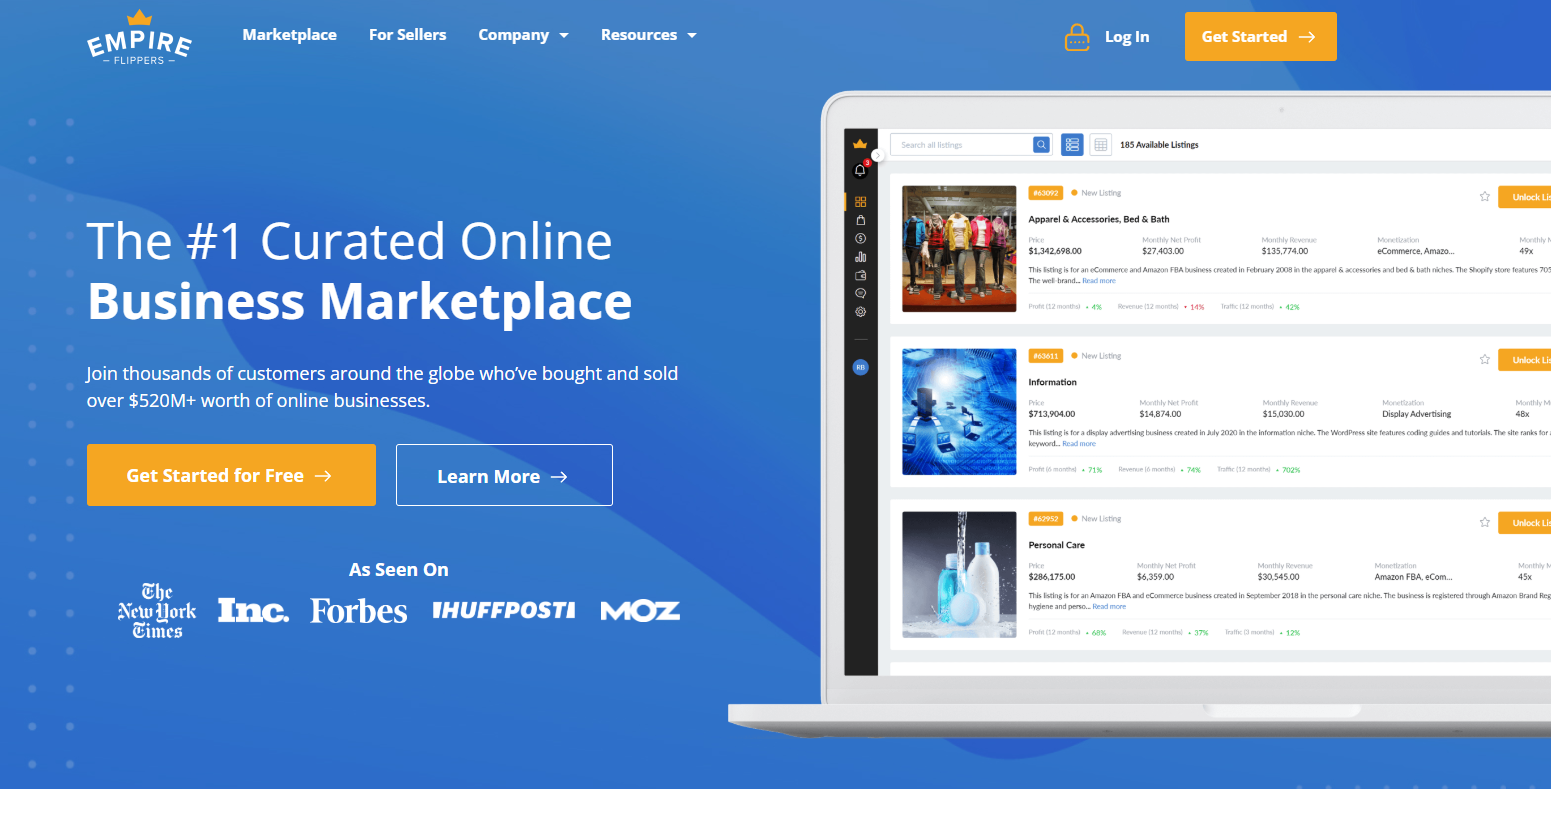 EMPIRE
FLIPPERS
Marketplace
For Sellers
Company
Resources
Log In
Get Started
The #1 Curated Online
Business Marketplace
Join thousands of customers around the globe who've bought and sold
over $520M+ worth of online businesses.
Get Started for Free
Learn More
As Seen On
The New York Times
Inc.
Forbes
HUFFPOST
MOZ
Search all listings
185 Available Listings
3
RB
#63092 New Listing
Unlock Lis
Apparel & Accessories, Bed & Bath
Price Monthly Net Profit Monthly Revenue Monetization Monthly M
$1,342,698.00 $27,403.00 $135,774.00 eCommerce, Amazo... 49x
This listing is for an eCommerce and Amazon FBA business created in February 2008 in the apparel & accessories and bed & bath niches. The Shopify store features 705
The well-brand... Read more
Profit (12 months) 4% Revenue (12 months) 14% Traffic (12 months) 42%
#63611 New Listing
Unlock Lis
Information
Price Monthly Net Profit Monthly Revenue Monetization Monthly M
$713,904.00 $14,874.00 $15,030.00 Display Advertising 48x
This listing is for a display advertising business created in July 2020 in the information niche. The WordPress site features coding guides and tutorials. The site ranks for
keyword... Read more
Profit (6 months) 71% Revenue (6 months) 74% Traffic (12 months) 702%
#62952 New Listing
Unlock Lis
Personal Care
Price Monthly Net Profit Monthly Revenue Monetization Monthly M
$286,175.00 $6,359.00 $30,545.00 Amazon FBA, eCom... 45x
This listing is for an Amazon FBA and eCommerce business created in September 2018 in the personal care niche. The business is registered through Amazon Brand Reg
hygiene and perso... Read more
Profit (12 months) 68% Revenue (12 months) 37% Traffic (3 months) 12%